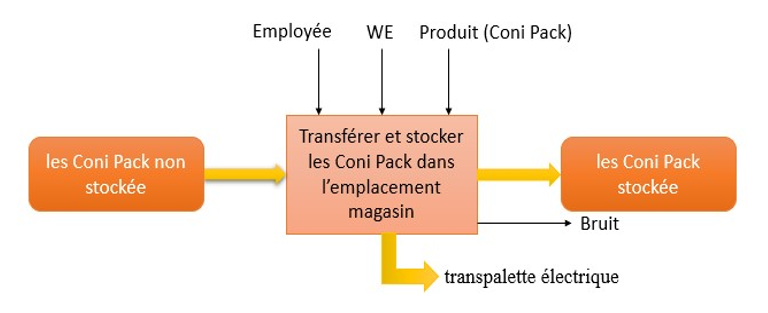 Employée
WE
Produit (Coni Pack)
les Coni Pack non
stockée
Transférer et stocker
les Coni Pack dans
l’emplacement
magasin
les Coni Pack
stockée
Bruit
transpalette électrique